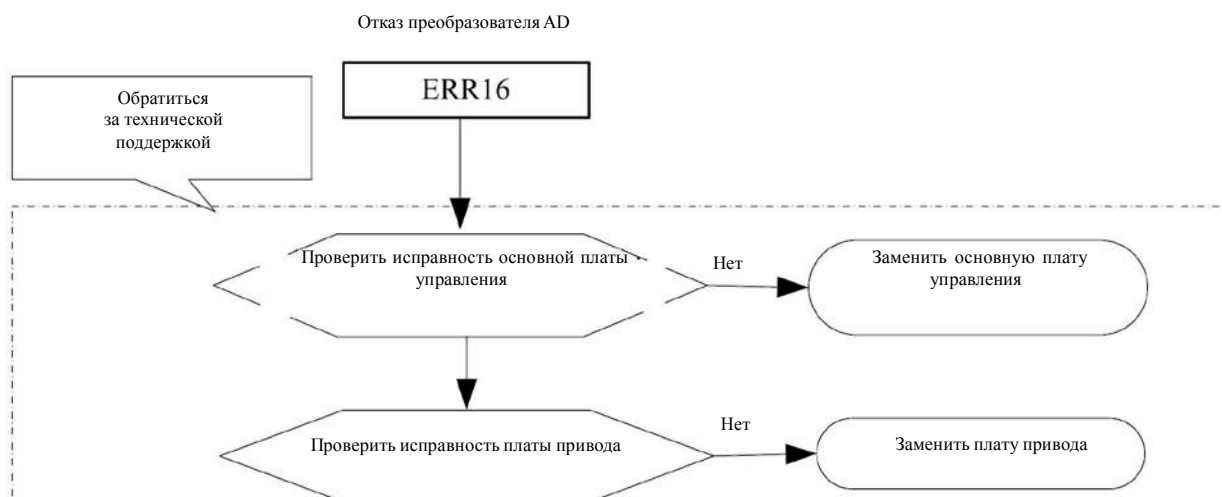 Отказ преобразователя AD
ERR16
Обратиться
за технической
поддержкой
Проверить исправность основной платы
управления
Нет
Заменить основную плату
управления
Проверить исправность платы привода
Нет
Заменить плату привода